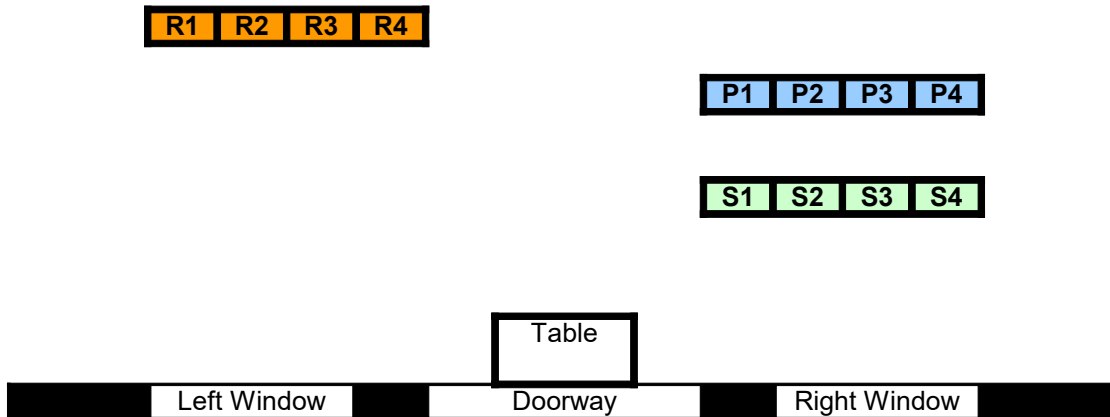 R1 R2 R3 R4
P1 P2 P3 P4
S1 S2 S3 S4
Table
Left Window Doorway Right Window